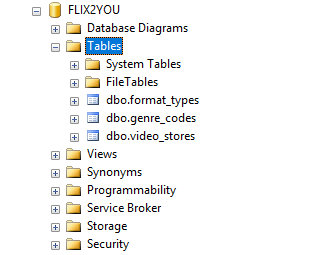 FLIX2YOU
Database Diagrams
Tables
System Tables
FileTables
dbo.format_types
dbo.genre_codes
dbo.video_stores
Views
Synonyms
Programmability
Service Broker
Storage
Security